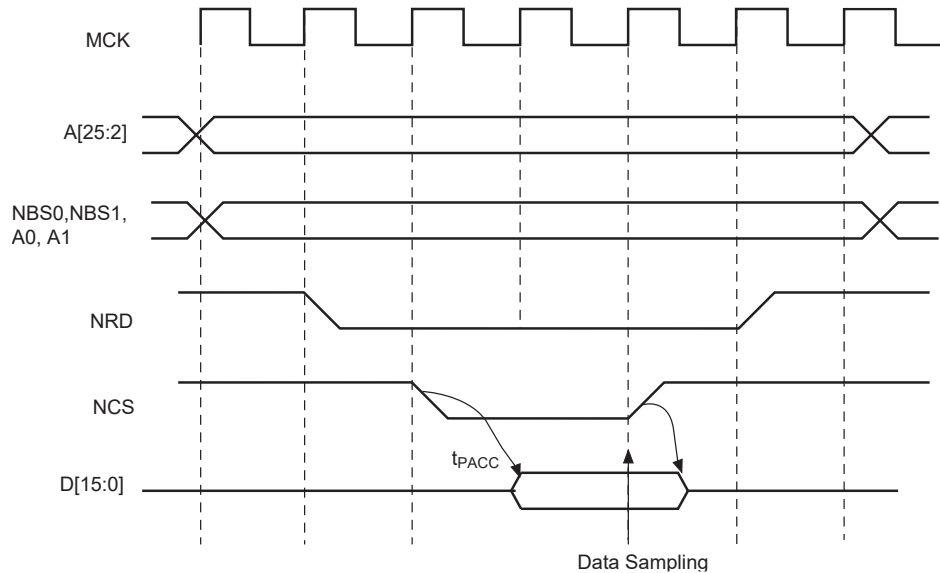 MCK
A[25:2]
NBS0,NBS1,
A0, A1
NRD
NCS
tPACC
D[15:0]
Data Sampling